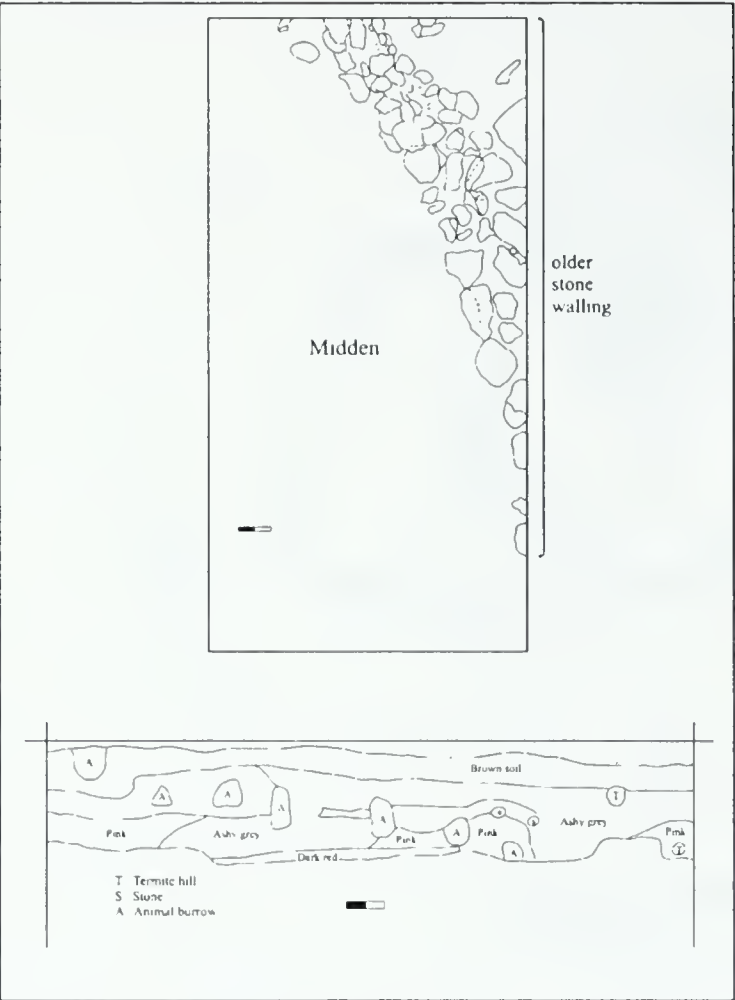 older
stone
walling
Midden
A
Brown soil
A
A
A
T
A
Pink
Ashy grey
Pink
A
Pink
Ashy grey
Pink
Dark red
A
T Termite hill
S Stone
A Animal burrow